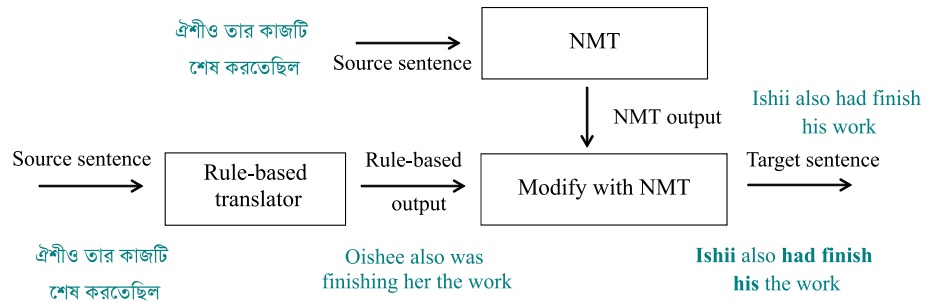 ঐশীও তার কাজটি
শেষ করতেছিল
Source sentence
NMT
NMT output
Ishii also had finish
his work
Source sentence
Rule-based
translator
Rule-based
output
Modify with NMT
Target sentence
ঐশীও তার কাজটি
শেষ করতেছিল
Oishee also was
finishing her the work
Ishii also had finish
his the work